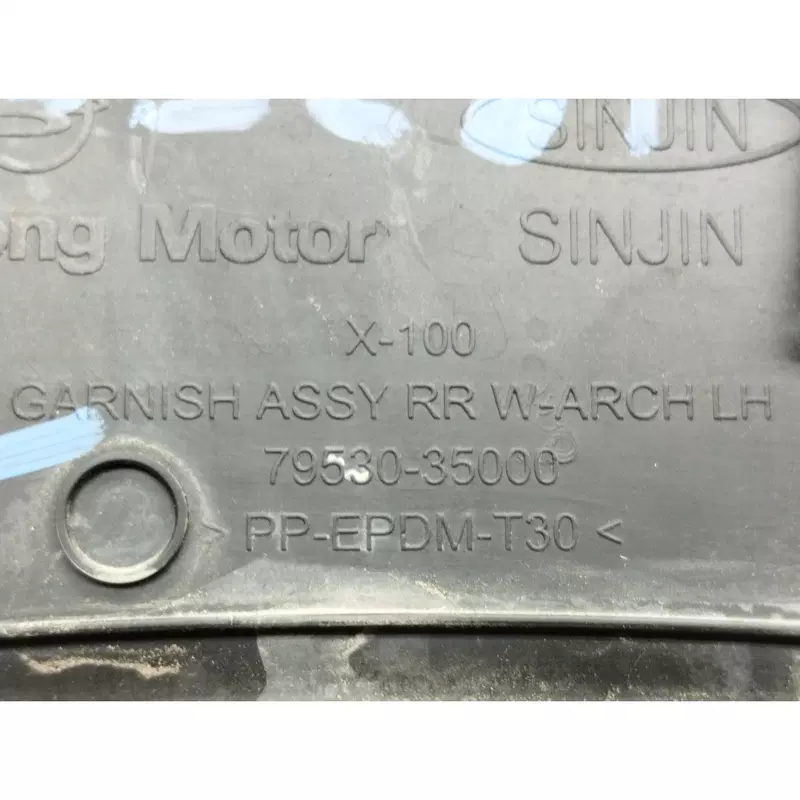 SINJIN
ong Motor SINJIN
X-100
GARNISH ASSY RR W-ARCH LH
79530-35000
> PP-EPDM-T30 <